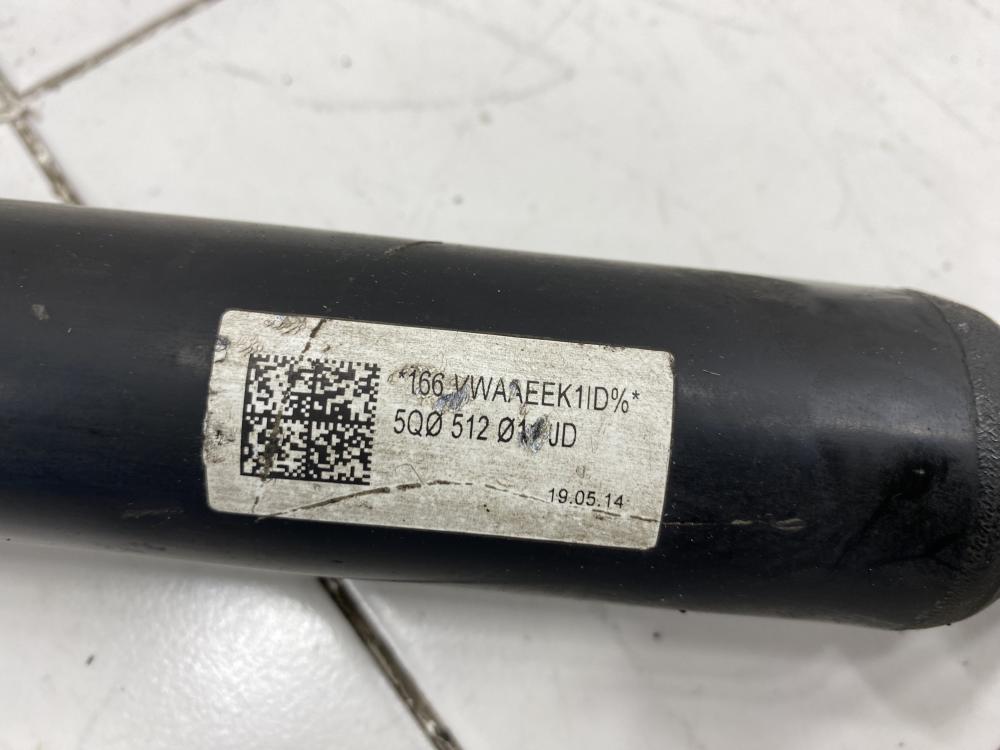 *166 VWAAEEK1ID%*
5QØ 512 JD
19.05.14